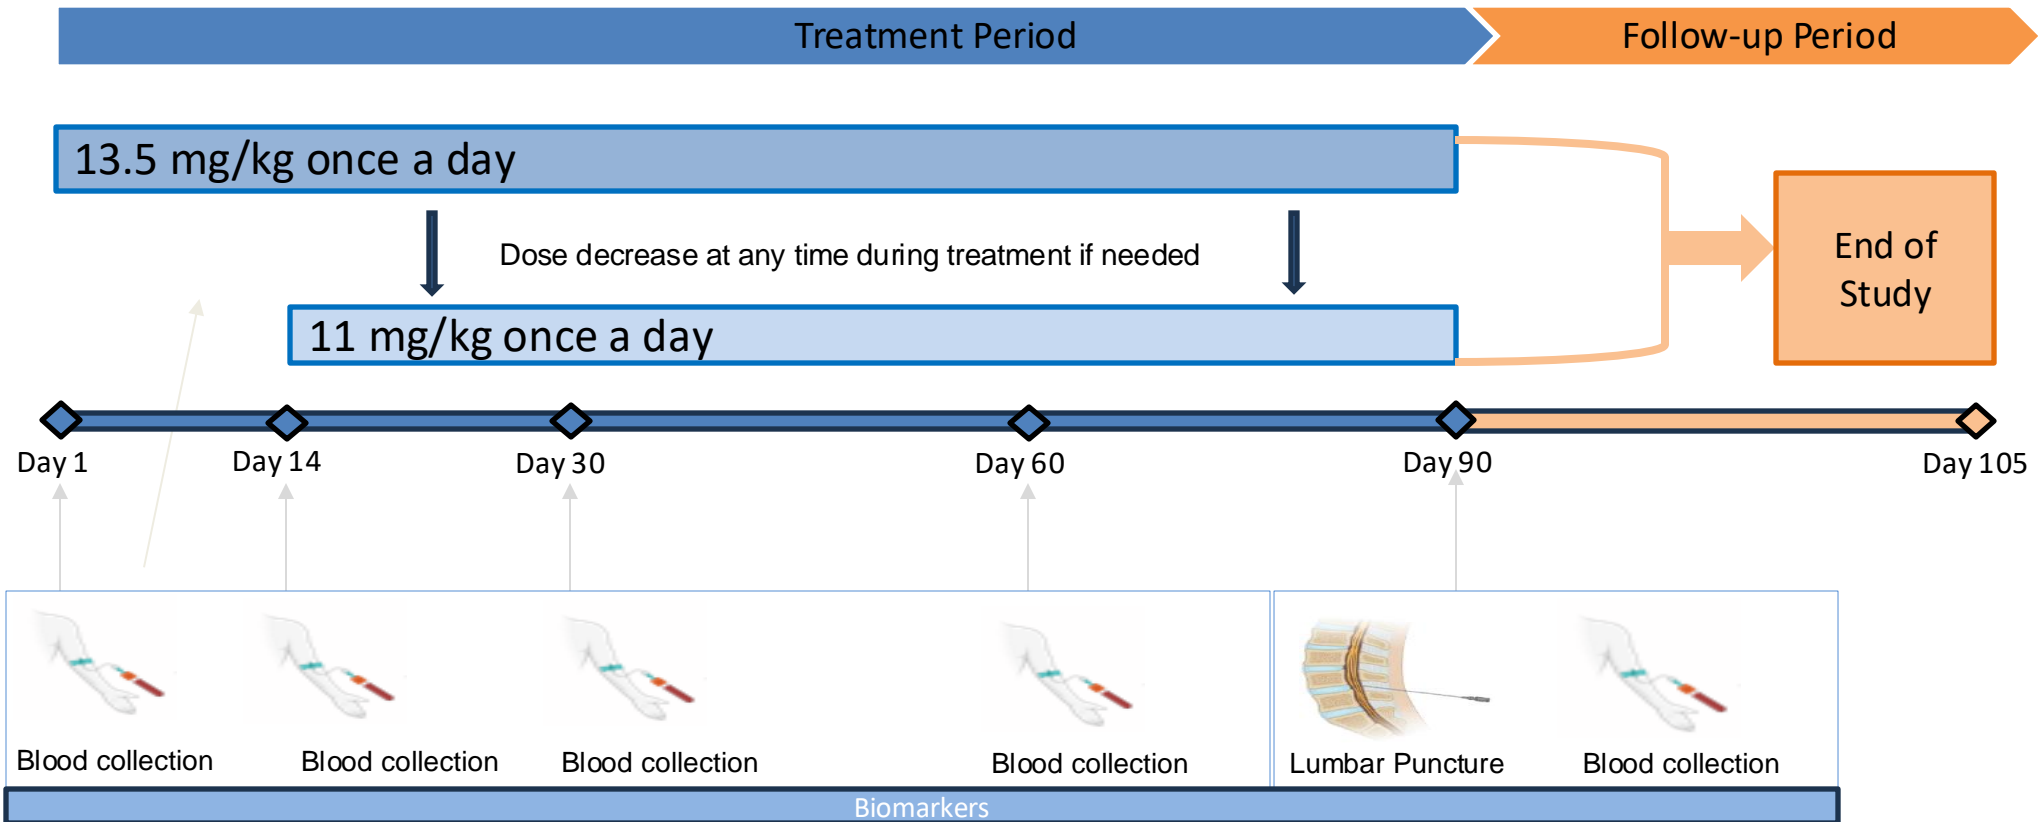 Treatment Period
Follow-up Period
13.5 mg/kg once a day
Dose decrease at any time during treatment if needed
11 mg/kg once a day
End of
Study
Day 1
Day 14
Day 30
Day 60
Day 90
Day 105
Blood collection
Blood collection
Blood collection
Blood collection
Lumbar Puncture
Blood collection
Biomarkers